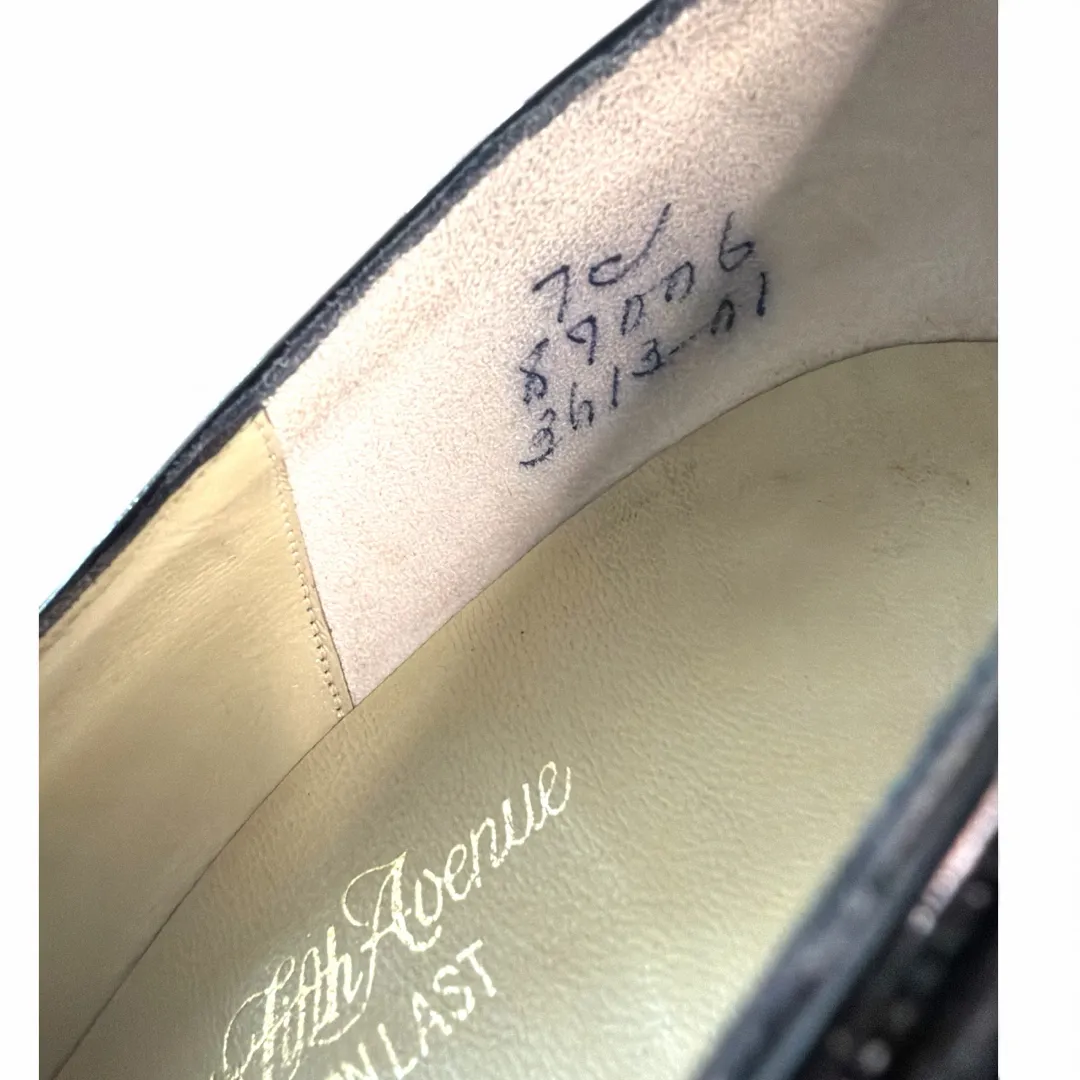 7D
89006
3613-01
Fifth Avenue
N LAST